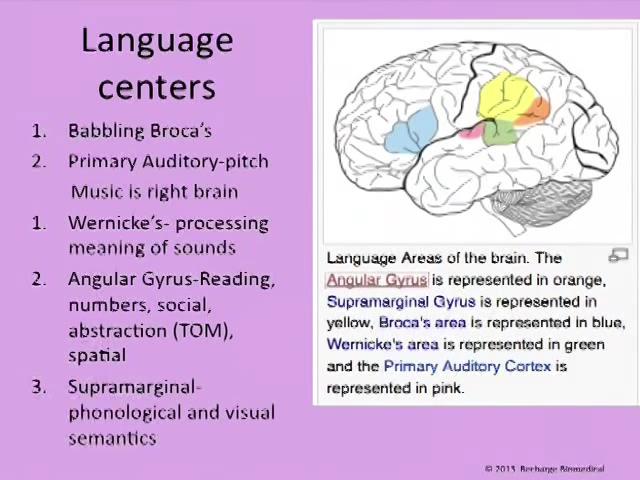 Language
centers
1. Babbling Broca's
2. Primary Auditory-pitch
Music is right brain
1. Wernicke's- processing
meaning of sounds
2. Angular Gyrus-Reading,
numbers, social,
abstraction (TOM),
spatial
3. Supramarginal-
phonological and visual
semantics
Language Areas of the brain. The
Angular Gyrus is represented in orange,
Supramarginal Gyrus is represented in
yellow, Broca's area is represented in blue,
Wernicke's area is represented in green
and the Primary Auditory Cortex is
represented in pink.
© 2013 Recharge Biomedical